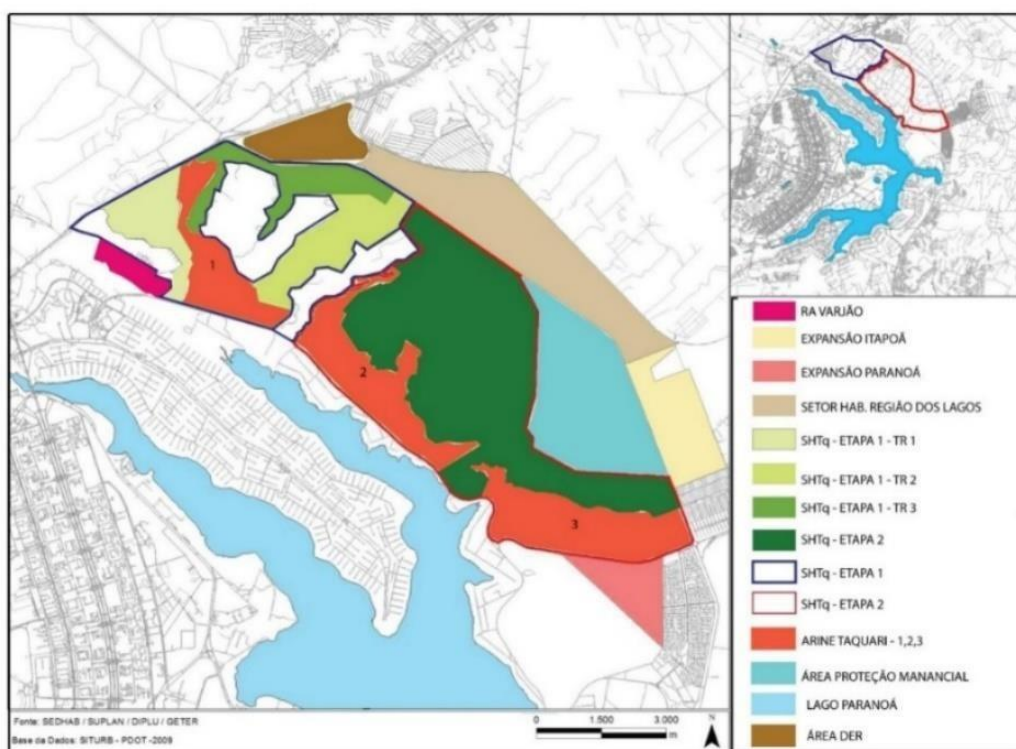 1
2
3
RA VARJÃO
EXPANSÃO ITAPOÃ
EXPANSÃO PARANOÁ
SETOR HAB. REGIÃO DOS LAGOS
SHTq - ETAPA 1 - TR 1
SHTq - ETAPA 1 - TR 2
SHTq - ETAPA 1 - TR 3
SHTq - ETAPA 2
SHTq - ETAPA 1
SHTq - ETAPA 2
ARINE TAQUARI - 1,2,3
ÁREA PROTEÇÃO MANANCIAL
LAGO PARANOÁ
ÁREA DER
Fonte: SEDHAB / SUPLAN / DIPLU / GETER
Base da Dados: SITURB - PDOT -2009
0 1.500 3.000
m
N